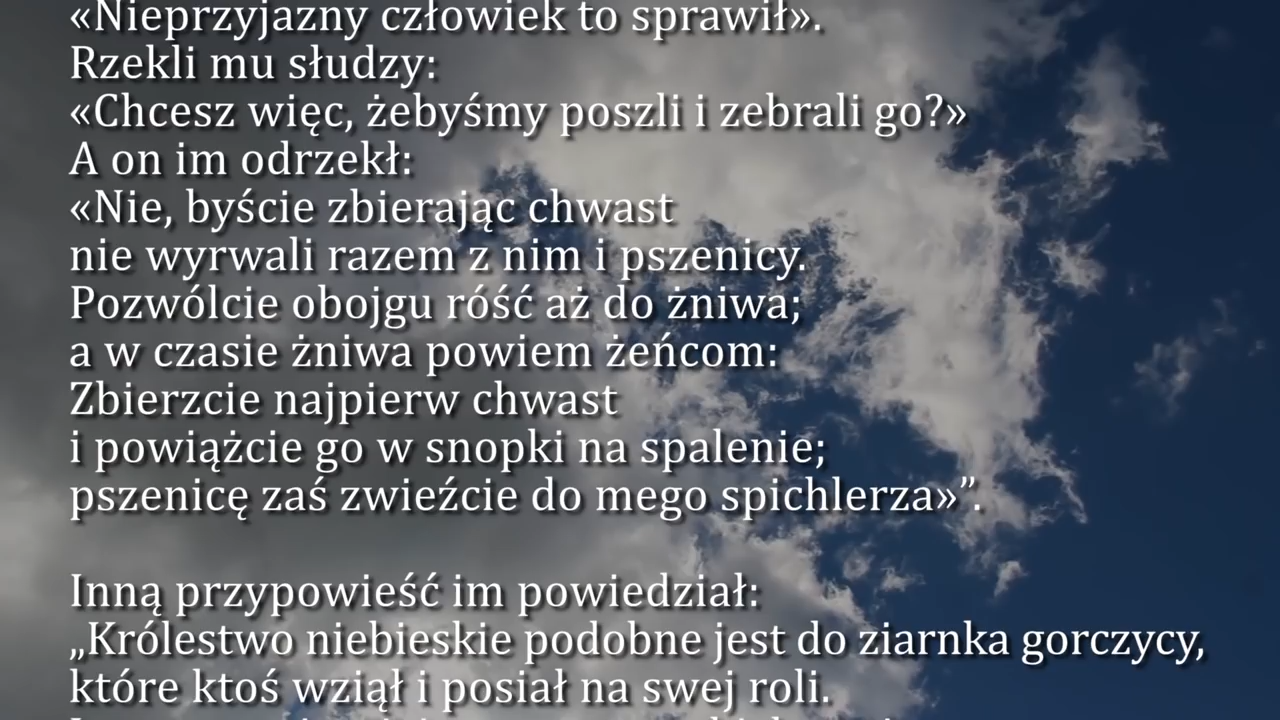 «Nieprzyjazny człowiek to sprawił».
Rzekli mu słudzy:
«Chcesz więc, żebyśmy poszli i zebrali go?»
A on im odrzekł:
«Nie, byście zbierając chwast
nie wyrwali razem z nim i pszenicy.
Pozwólcie obojgu róść aż do żniwa;
a w czasie żniwa powiem żeńcom:
Zbierzcie najpierw chwast
i powiążcie go w snopki na spalenie;
pszenicę zaś zwieźcie do mego spichlerza»”.
Inną przypowieść im powiedział:
„Królestwo niebieskie podobne jest do ziarnka gorczycy,
które ktoś wziął i posiał na swej roli.